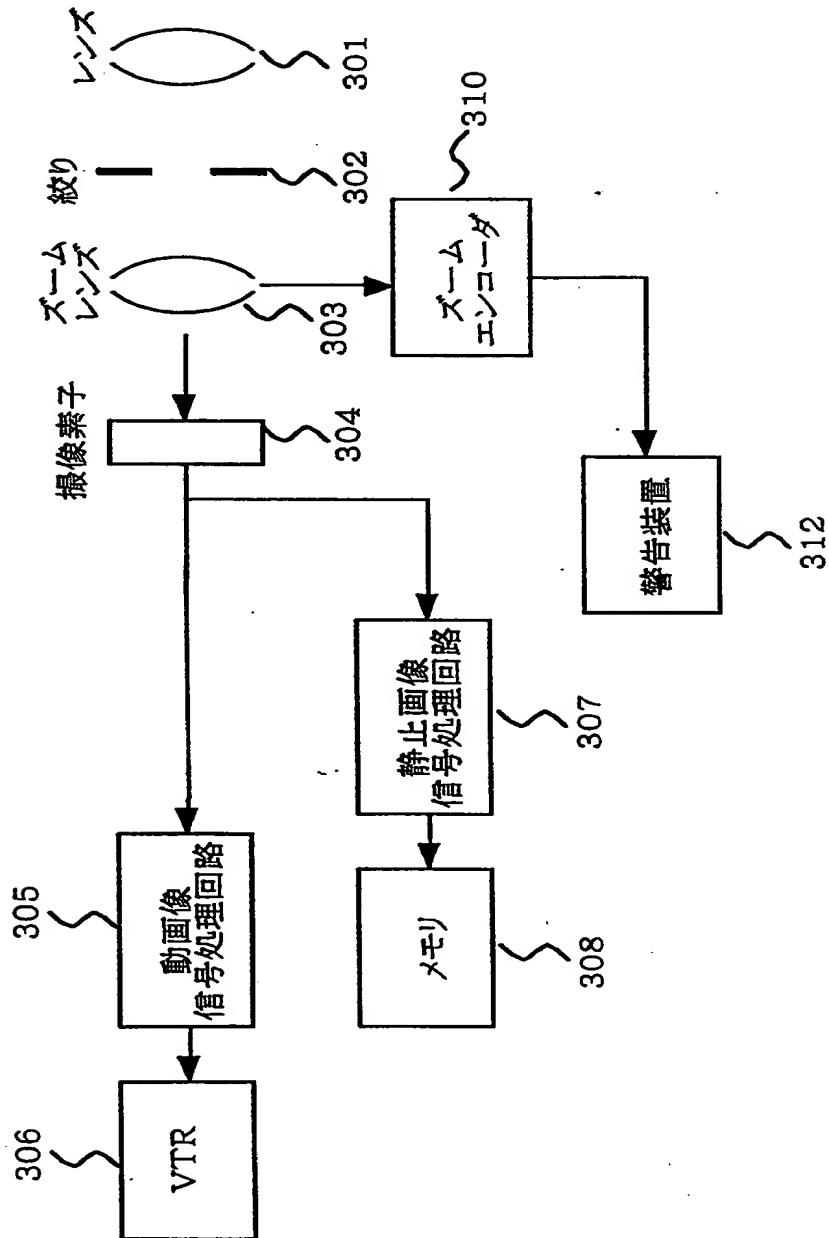 レンズ
301
絞り
302
ズーム
レンズ
303
撮像素子
304
310
ズーム
エンコーダ
警告装置
312
305
動画像
信号処理回路
静止画像
信号処理回路
307
306
VTR
メモリ
308